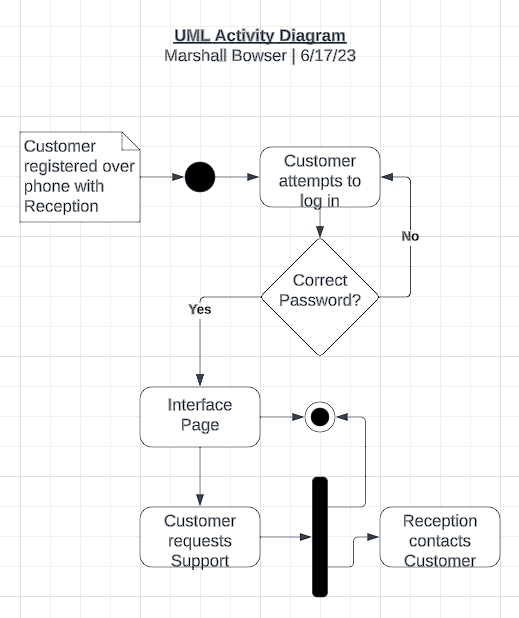 UML Activity Diagram
Marshall Bowser | 6/17/23
Customer
registered over
phone with
Reception
Customer
attempts to
log in
No
Correct
Password?
Yes
Interface
Page
Customer
requests
Support
Reception
contacts
Customer